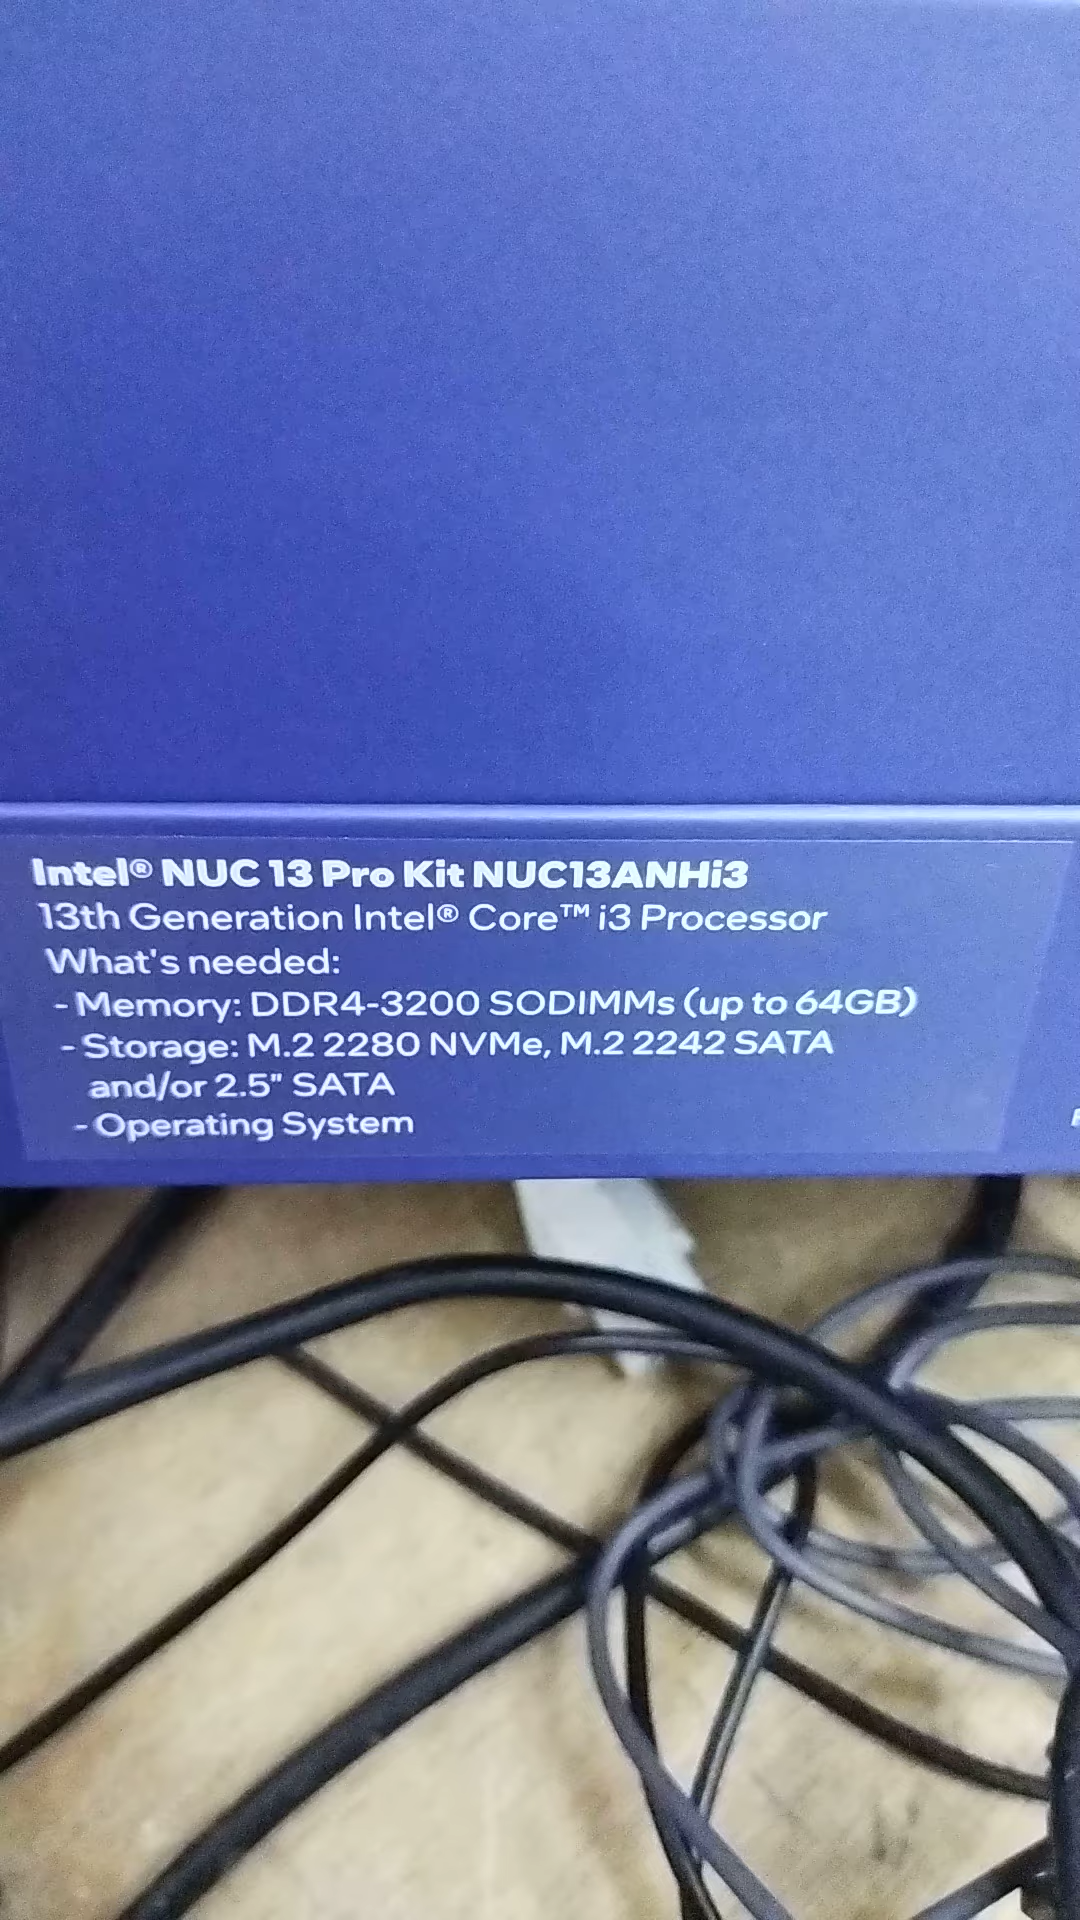 Intel® NUC 13 Pro Kit NUC13ANHi3
13th Generation Intel® Core™ i3 Processor
What's needed:
- Memory: DDR4-3200 SODIMMs (up to 64GB)
- Storage: M.2 2280 NVMe, M.2 2242 SATA
and/or 2.5" SATA
- Operating System